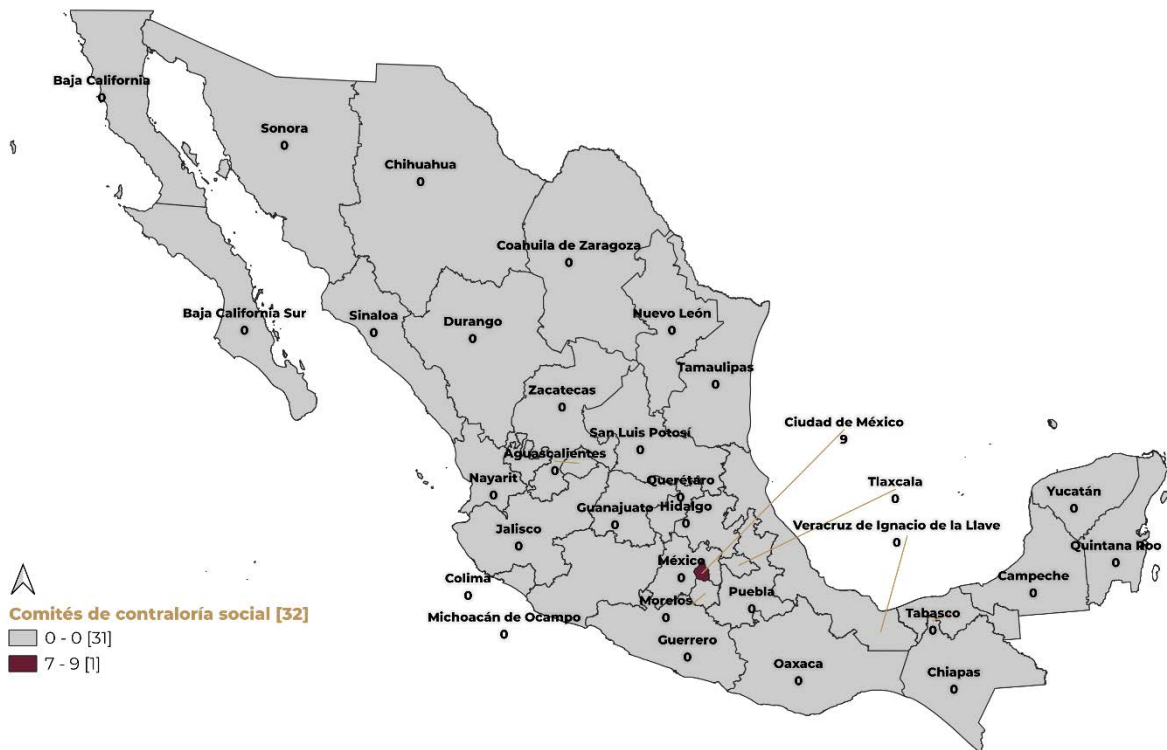 Baja California
0
Sonora
0
Chihuahua
0
Coahuila de Zaragoza
0
Baja California Sur
0
Sinaloa
0
Durango
0
Nuevo León
0
Tamaulipas
0
Zacatecas
0
San Luis Potosí
0
Ciudad de México
9
Aguascalientes
0
Nayarit
0
Querétaro
0
Tlaxcala
0
Guanajuato
0
Hidalgo
0
Yucatán
0
Jalisco
0
Veracruz de Ignacio de la Llave
0
Quintana Roo
0
México
0
Campeche
0
Colima
0
Puebla
0
Morelos
0
Michoacán de Ocampo
0
Tabasco
0
Guerrero
0
Oaxaca
0
Chiapas
0
Comités de contraloría social [32]
0 - 0 [31]
7 - 9 [1]